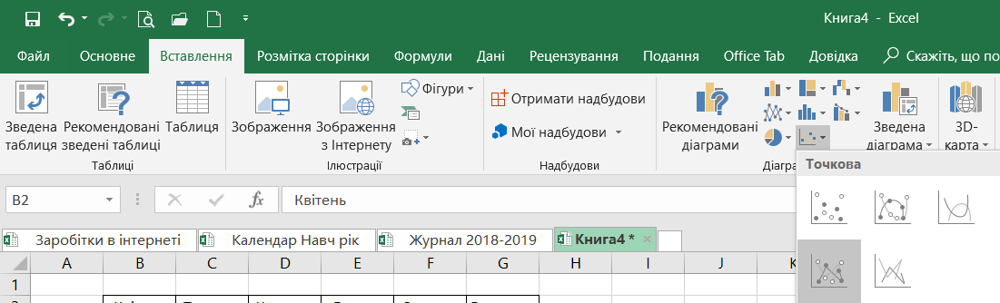 Книга4 - Excel
Файл Основне Вставлення Розмітка сторінки Формули Дані Рецензування Подання Office Tab Довідка Скажіть, що по
Зведена таблиця
Рекомендовані зведені таблиці
Таблиця
Таблиці
Зображення
Зображення з Інтернету
Фігури
Ілюстрації
Отримати надбудови
Мої надбудови
Надбудови
Рекомендовані діаграми
Зведена діаграма
Діагра
3D-карта
Точкова
B2 fx Квітень
Заробітки в інтернеті Календар Навч рік Журнал 2018-2019 Книга4 *
A B C D E F G H I J K
1